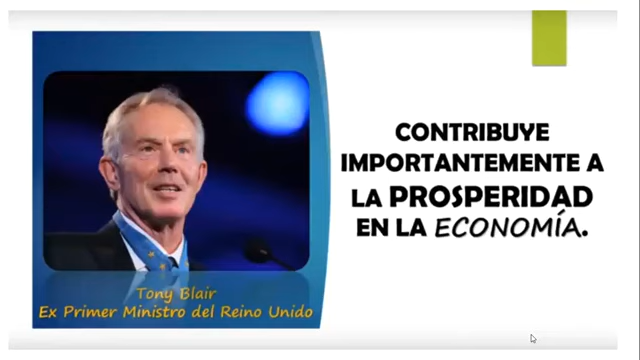 CONTRIBUYE
IMPORTANTEMENTE A
LA PROSPERIDAD
EN LA ECONOMÍA.
Tony Blair
Ex Primer Ministro del Reino Unido